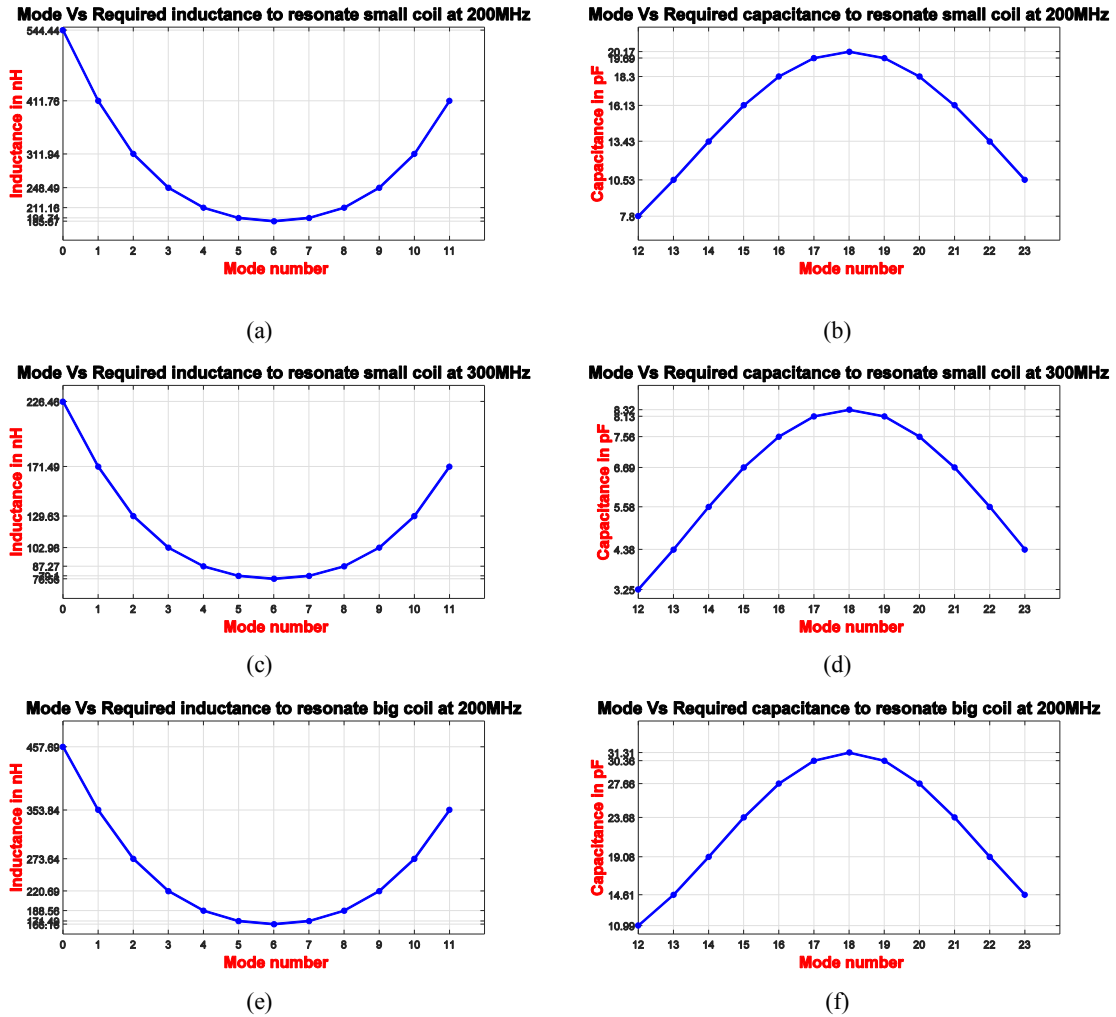 Mode Vs Required inductance to resonate small coil at 200MHz
Inductance in nH
544.44
411.76
311.94
248.49
211.16
0 1 2 3 4 5 6 7 8 9 10 11
Mode number
(a)
Mode Vs Required capacitance to resonate small coil at 200MHz
Capacitance in pF
20.17
19.69
18.3
16.13
13.43
10.53
7.8
12 13 14 15 16 17 18 19 20 21 22 23
Mode number
(b)
Mode Vs Required inductance to resonate small coil at 300MHz
Inductance in nH
226.46
171.49
129.63
102.96
87.27
0 1 2 3 4 5 6 7 8 9 10 11
Mode number
(c)
Mode Vs Required capacitance to resonate small coil at 300MHz
Capacitance in pF
8.32
8.13
7.56
6.69
5.58
4.38
3.25
12 13 14 15 16 17 18 19 20 21 22 23
Mode number
(d)
Mode Vs Required inductance to resonate big coil at 200MHz
Inductance in nH
457.69
353.84
273.64
220.69
188.56
0 1 2 3 4 5 6 7 8 9 10 11
Mode number
(e)
Mode Vs Required capacitance to resonate big coil at 200MHz
Capacitance in pF
31.31
30.36
27.66
23.68
19.08
14.61
10.99
12 13 14 15 16 17 18 19 20 21 22 23
Mode number
(f)